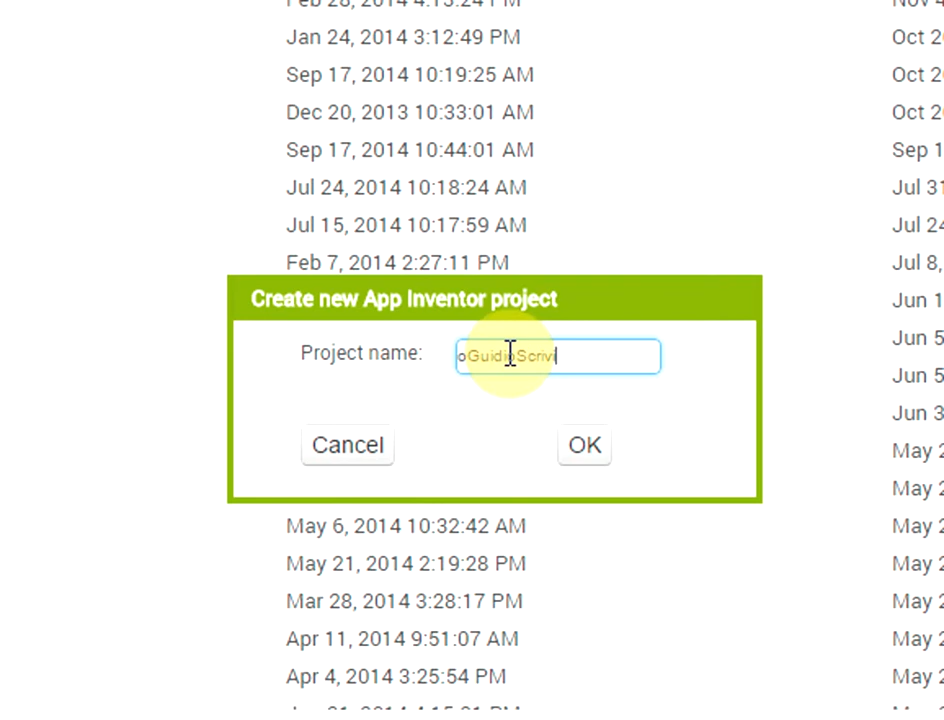 Jan 24, 2014 3:12:49 PM
Oct 2
Sep 17, 2014 10:19:25 AM
Oct 2
Dec 20, 2013 10:33:01 AM
Oct 2
Sep 17, 2014 10:44:01 AM
Sep 1
Jul 24, 2014 10:18:24 AM
Jul 31
Jul 15, 2014 10:17:59 AM
Jul 24
Feb 7, 2014 2:27:11 PM
Jul 8,
Create new App Inventor project
Jun 1
Jun 5
Project name:
oGuidioScrivi
Jun 5
Jun 3
Cancel
OK
May 2
May 2
May 6, 2014 10:32:42 AM
May 2
May 21, 2014 2:19:28 PM
May 2
Mar 28, 2014 3:28:17 PM
May 2
Apr 11, 2014 9:51:07 AM
May 2
Apr 4, 2014 3:25:54 PM
May 2